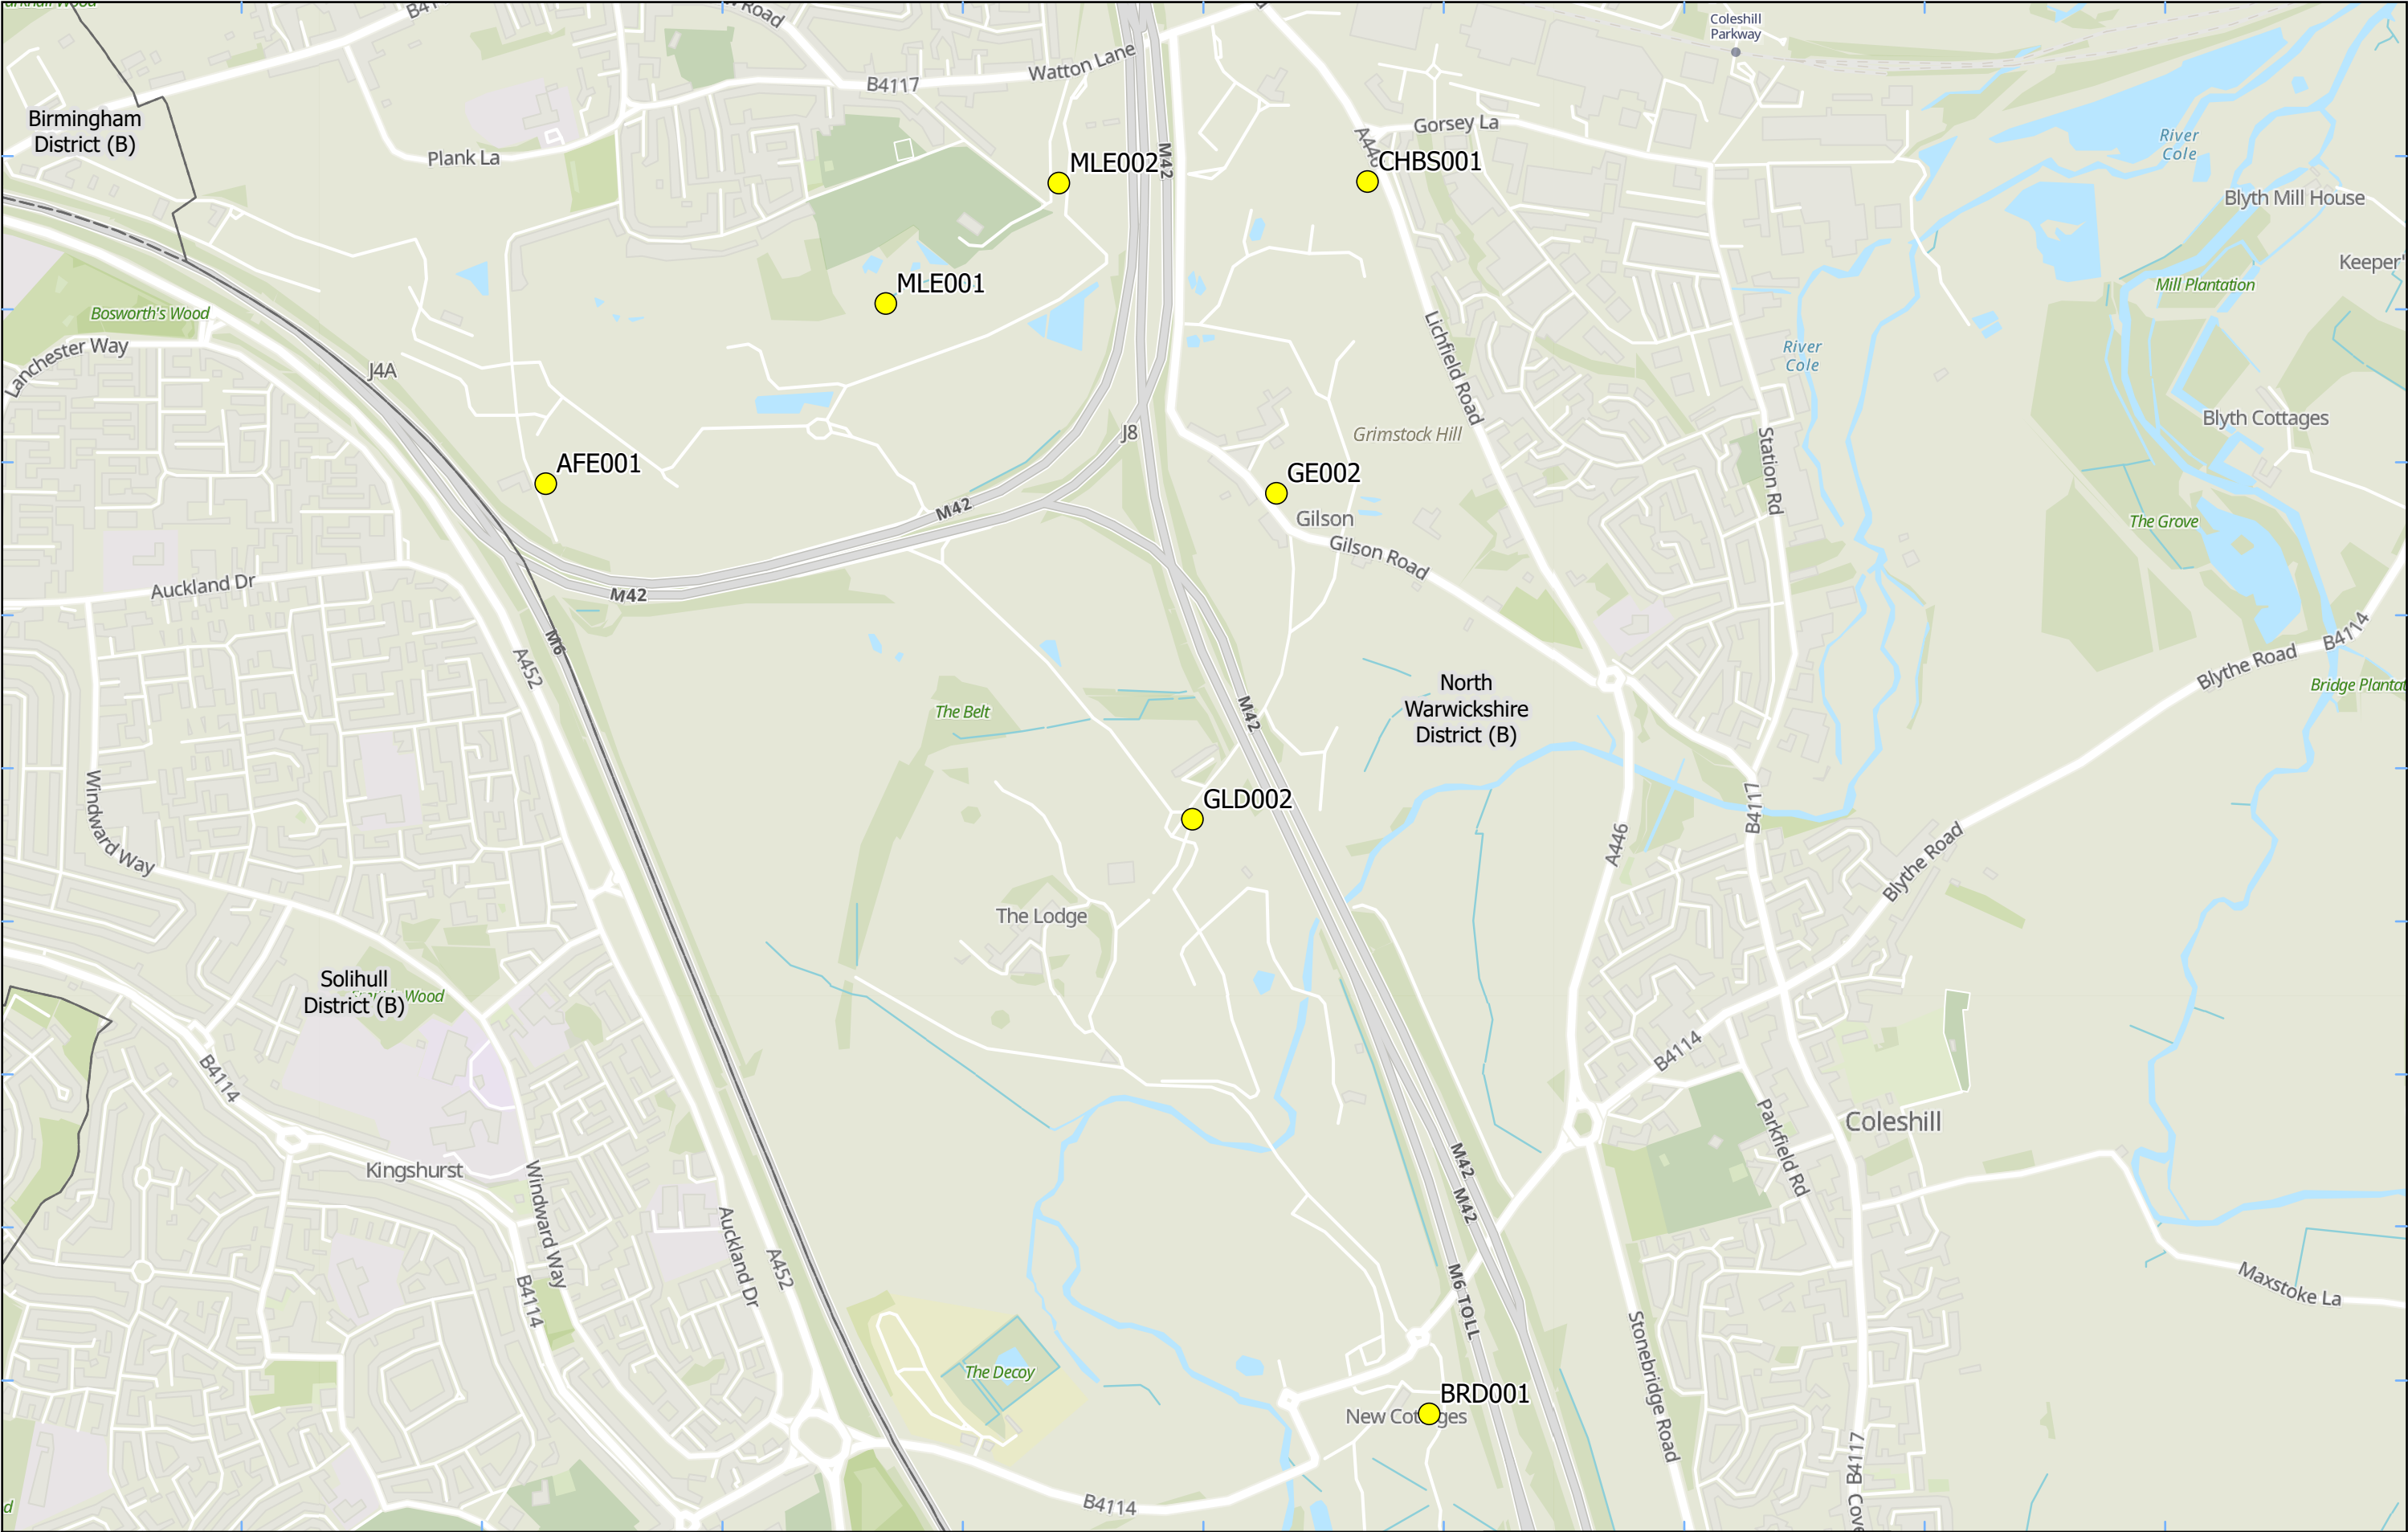 Coleshill
Parkway
Watton Lane
B4117
Birmingham
District (B)
Plank La
M42
Gorsey La
River
Cole
MLE002
CHBS001
Blyth Mill House
MLE001
Mill Plantation
Bosworth's Wood
Lanchester Way
J4A
Lichfield Road
River
Cole
Blyth Cottages
J8
Grimstock Hill
Station Rd
AFE001
GE002
M42
Gilson
The Grove
Gilson Road
Auckland Dr
M42
M6
A452
B4114
Blythe Road
North
Warwickshire
District (B)
The Belt
M42
Windward Way
GLD002
B4117
A446
Blythe Road
The Lodge
Solihull
District (B)
Wood
B4114
B4114
Parkfield Rd
Coleshill
Kingshurst
Windward Way
M42
M42
Auckland Dr
A452
B4114
M6 TOLL
Maxstoke La
Stonebridge Road
The Decoy
BRD001
New Cottages
B4117
B4114